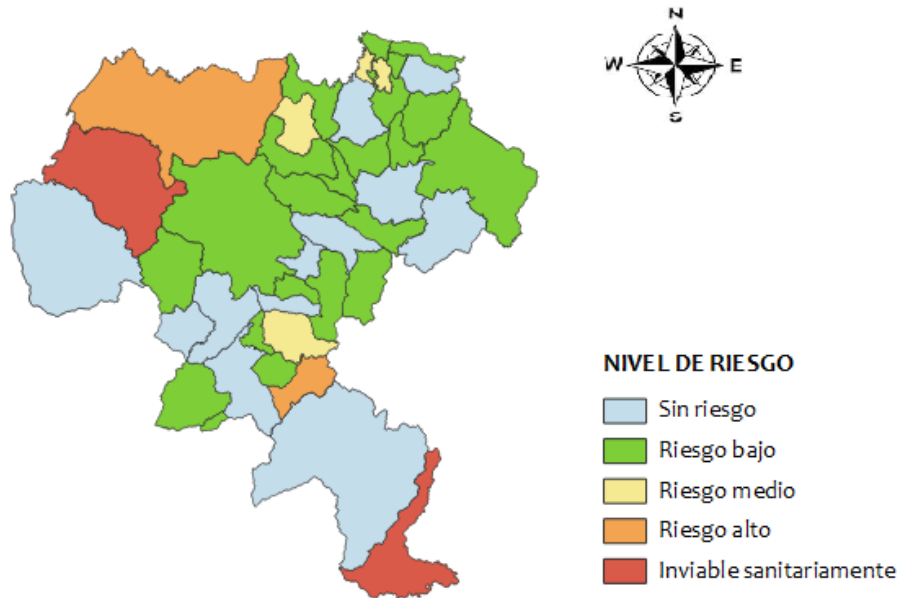 N
W E
S
NIVEL DE RIESGO
Sin riesgo
Riesgo bajo
Riesgo medio
Riesgo alto
Inviable sanitariamente